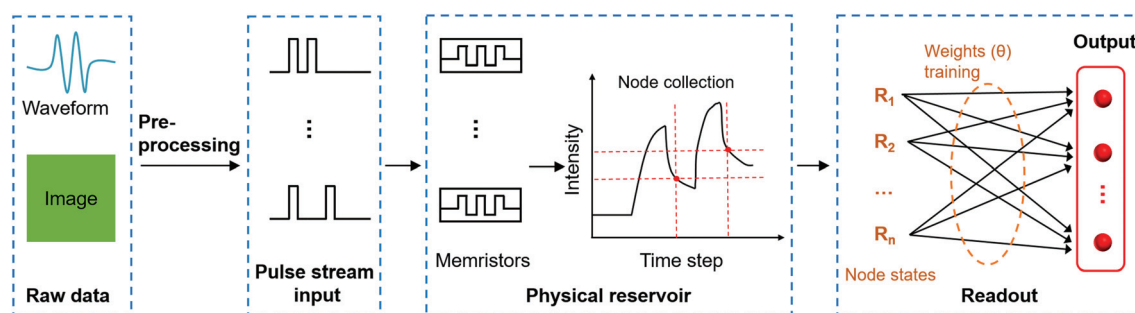 Waveform
Image
Raw data
Pre-
processing
...
Pulse stream
input
...
Memristors
Node collection
Intensity
Time step
Physical reservoir
Weights (θ)
training
R1
R2
...
Rn
Node states
Output
...
Readout